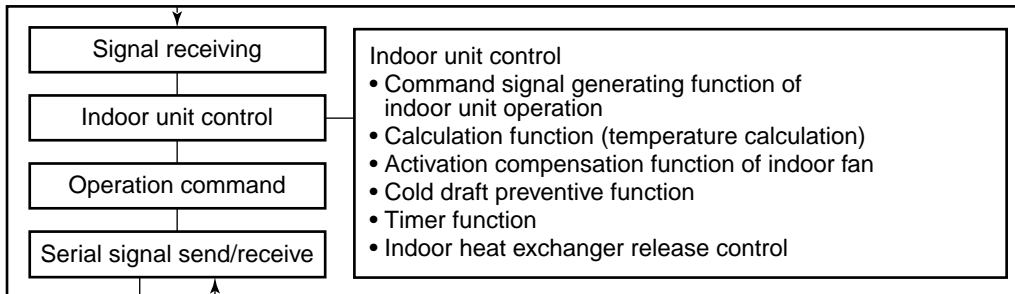 Signal receiving
Indoor unit control
Operation command
Serial signal send/receive
Indoor unit control
• Command signal generating function of
indoor unit operation
• Calculation function (temperature calculation)
• Activation compensation function of indoor fan
• Cold draft preventive function
• Timer function
• Indoor heat exchanger release control